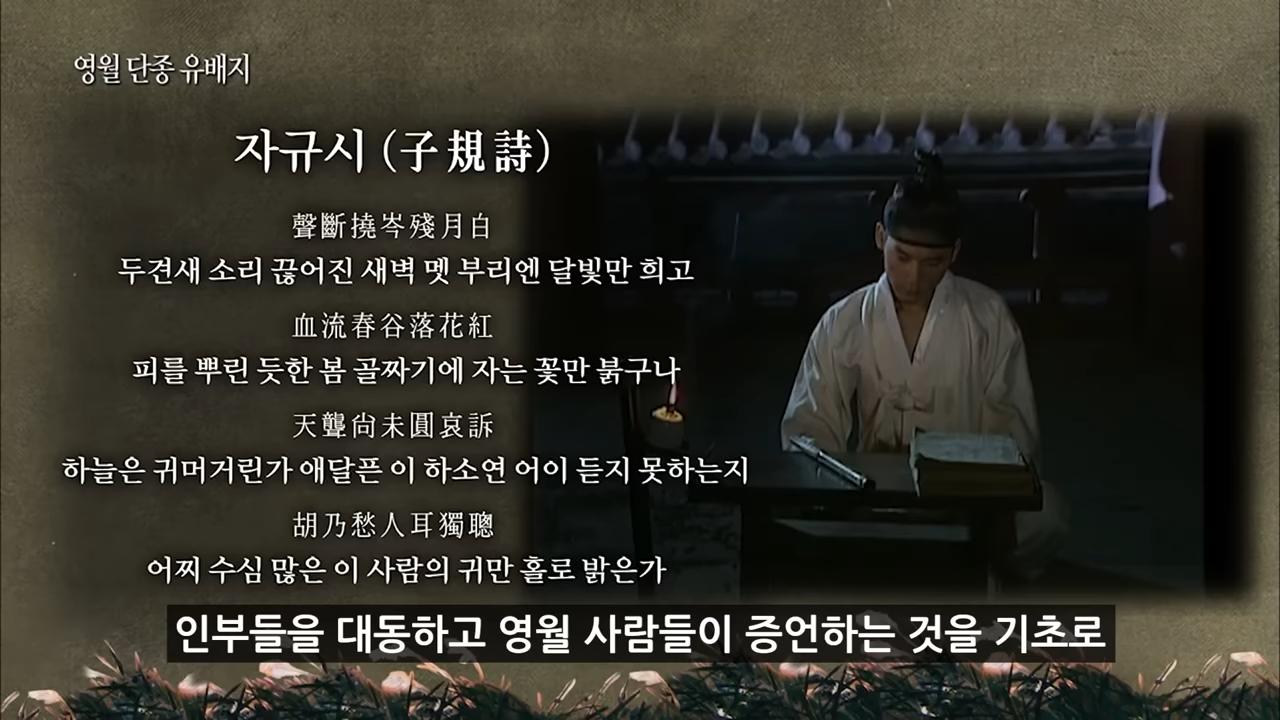 영월 단종 유배지
자규시 (子規詩)
聲斷撓岑殘月白
두견새 소리 끊어진 새벽 멧 부리엔 달빛만 희고
血流春谷落花紅
피를 뿌린 듯한 봄 골짜기에 자는 꽃만 붉구나
天聾尙未圓哀訴
하늘은 귀머거린가 애달픈 이 하소연 어이 듣지 못하는지
胡乃愁人耳獨聰
어찌 수심 많은 이 사람의 귀만 홀로 밝은가
인부들을 대동하고 영월 사람들이 증언하는 것을 기초로